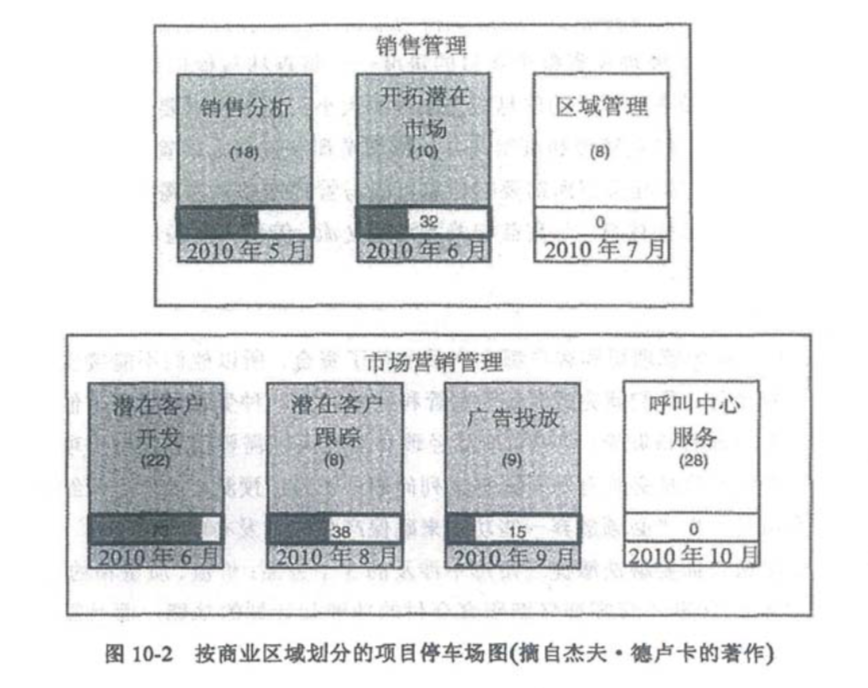 销售管理
销售分析
(18)
2010 年 5 月
开拓潜在
市场
(10)
32
2010 年 6 月
区域管理
(8)
0
2010 年 7 月
市场营销管理
潜在客户
开发
(22)
2010 年 6 月
潜在客户
跟踪
(8)
38
2010 年 8 月
广告投放
(9)
15
2010 年 9 月
呼叫中心
服务
(28)
0
2010 年 10 月
图 10-2 按商业区域划分的项目停车场图(摘自杰夫·德卢卡的著作)